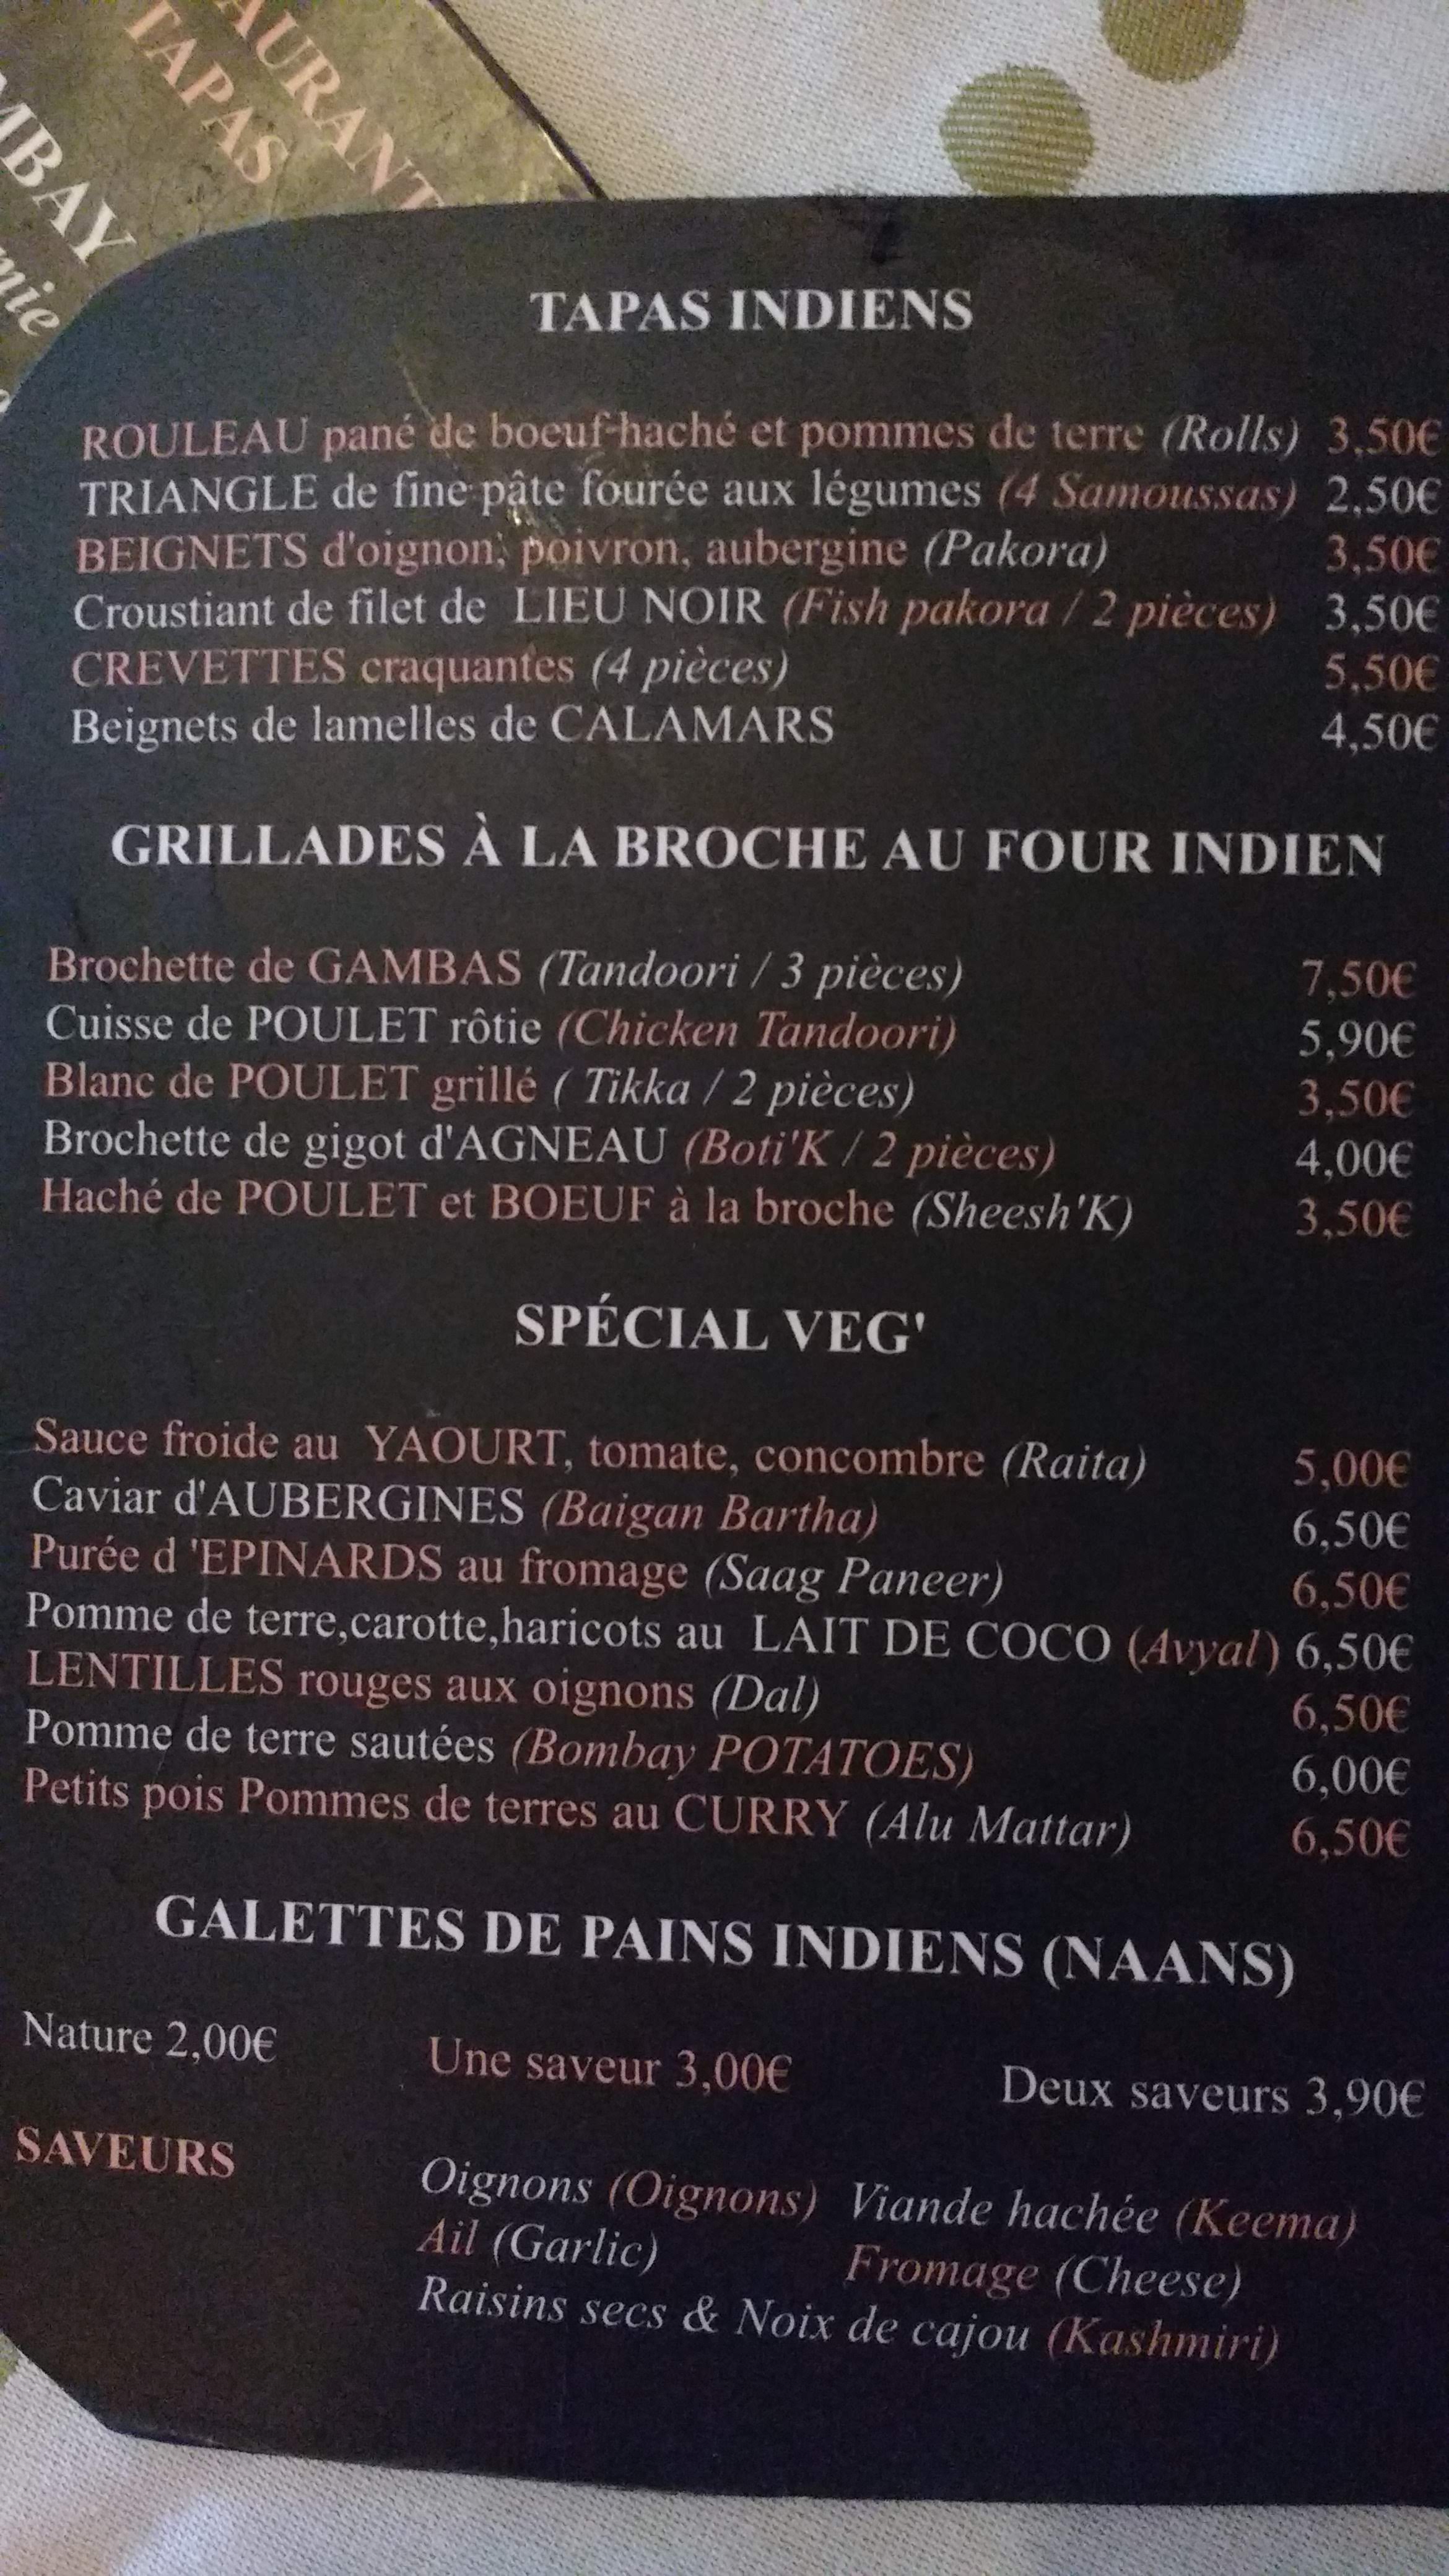 AURANT
TAPAS
MBAY
mie
TAPAS INDIENS
ROULEAU pané de boeuf-haché et pommes de terre (Rolls) 3,50€
TRIANGLE de fine pâte fourée aux légumes (4 Samoussas) 2,50€
BEIGNETS d'oignon, poivron, aubergine (Pakora) 3,50€
Croustiant de filet de LIEU NOIR (Fish pakora / 2 pièces) 3,50€
CREVETTES craquantes (4 pièces) 5,50€
Beignets de lamelles de CALAMARS 4,50€
GRILLADES À LA BROCHE AU FOUR INDIEN
Brochette de GAMBAS (Tandoori / 3 pièces) 7,50€
Cuisse de POULET rôtie (Chicken Tandoori) 5,90€
Blanc de POULET grillé ( Tikka / 2 pièces) 3,50€
Brochette de gigot d'AGNEAU (Boti'K / 2 pièces) 4,00€
Haché de POULET et BOEUF à la broche (Sheesh'K) 3,50€
SPÉCIAL VEG'
Sauce froide au YAOURT, tomate, concombre (Raita) 5,00€
Caviar d'AUBERGINES (Baigan Bartha) 6,50€
Purée d 'EPINARDS au fromage (Saag Paneer) 6,50€
Pomme de terre,carotte,haricots au LAIT DE COCO (Avyal) 6,50€
LENTILLES rouges aux oignons (Dal) 6,50€
Pomme de terre sautées (Bombay POTATOES) 6,00€
Petits pois Pommes de terres au CURRY (Alu Mattar) 6,50€
GALETTES DE PAINS INDIENS (NAANS)
Nature 2,00€ Une saveur 3,00€ Deux saveurs 3,90€
SAVEURS
Oignons (Oignons) Viande hachée (Keema)
Ail (Garlic) Fromage (Cheese)
Raisins secs & Noix de cajou (Kashmiri)